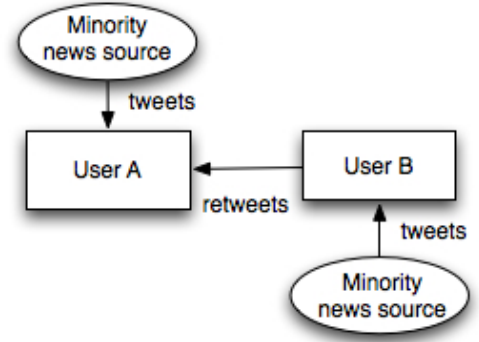 Minority
news source
tweets
User A
User B
retweets
tweets
Minority
news source